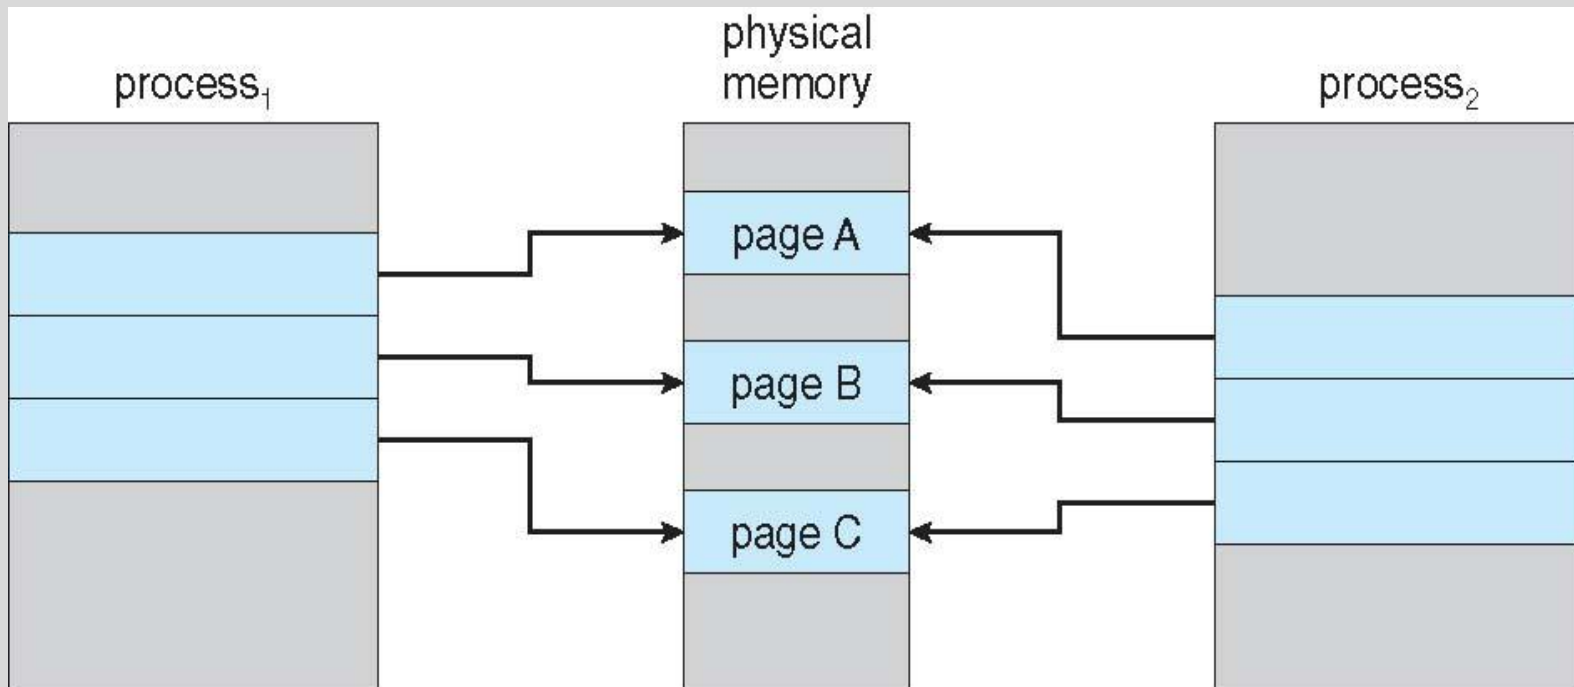 physical
memory
process₁
process₂
page A
page B
page C